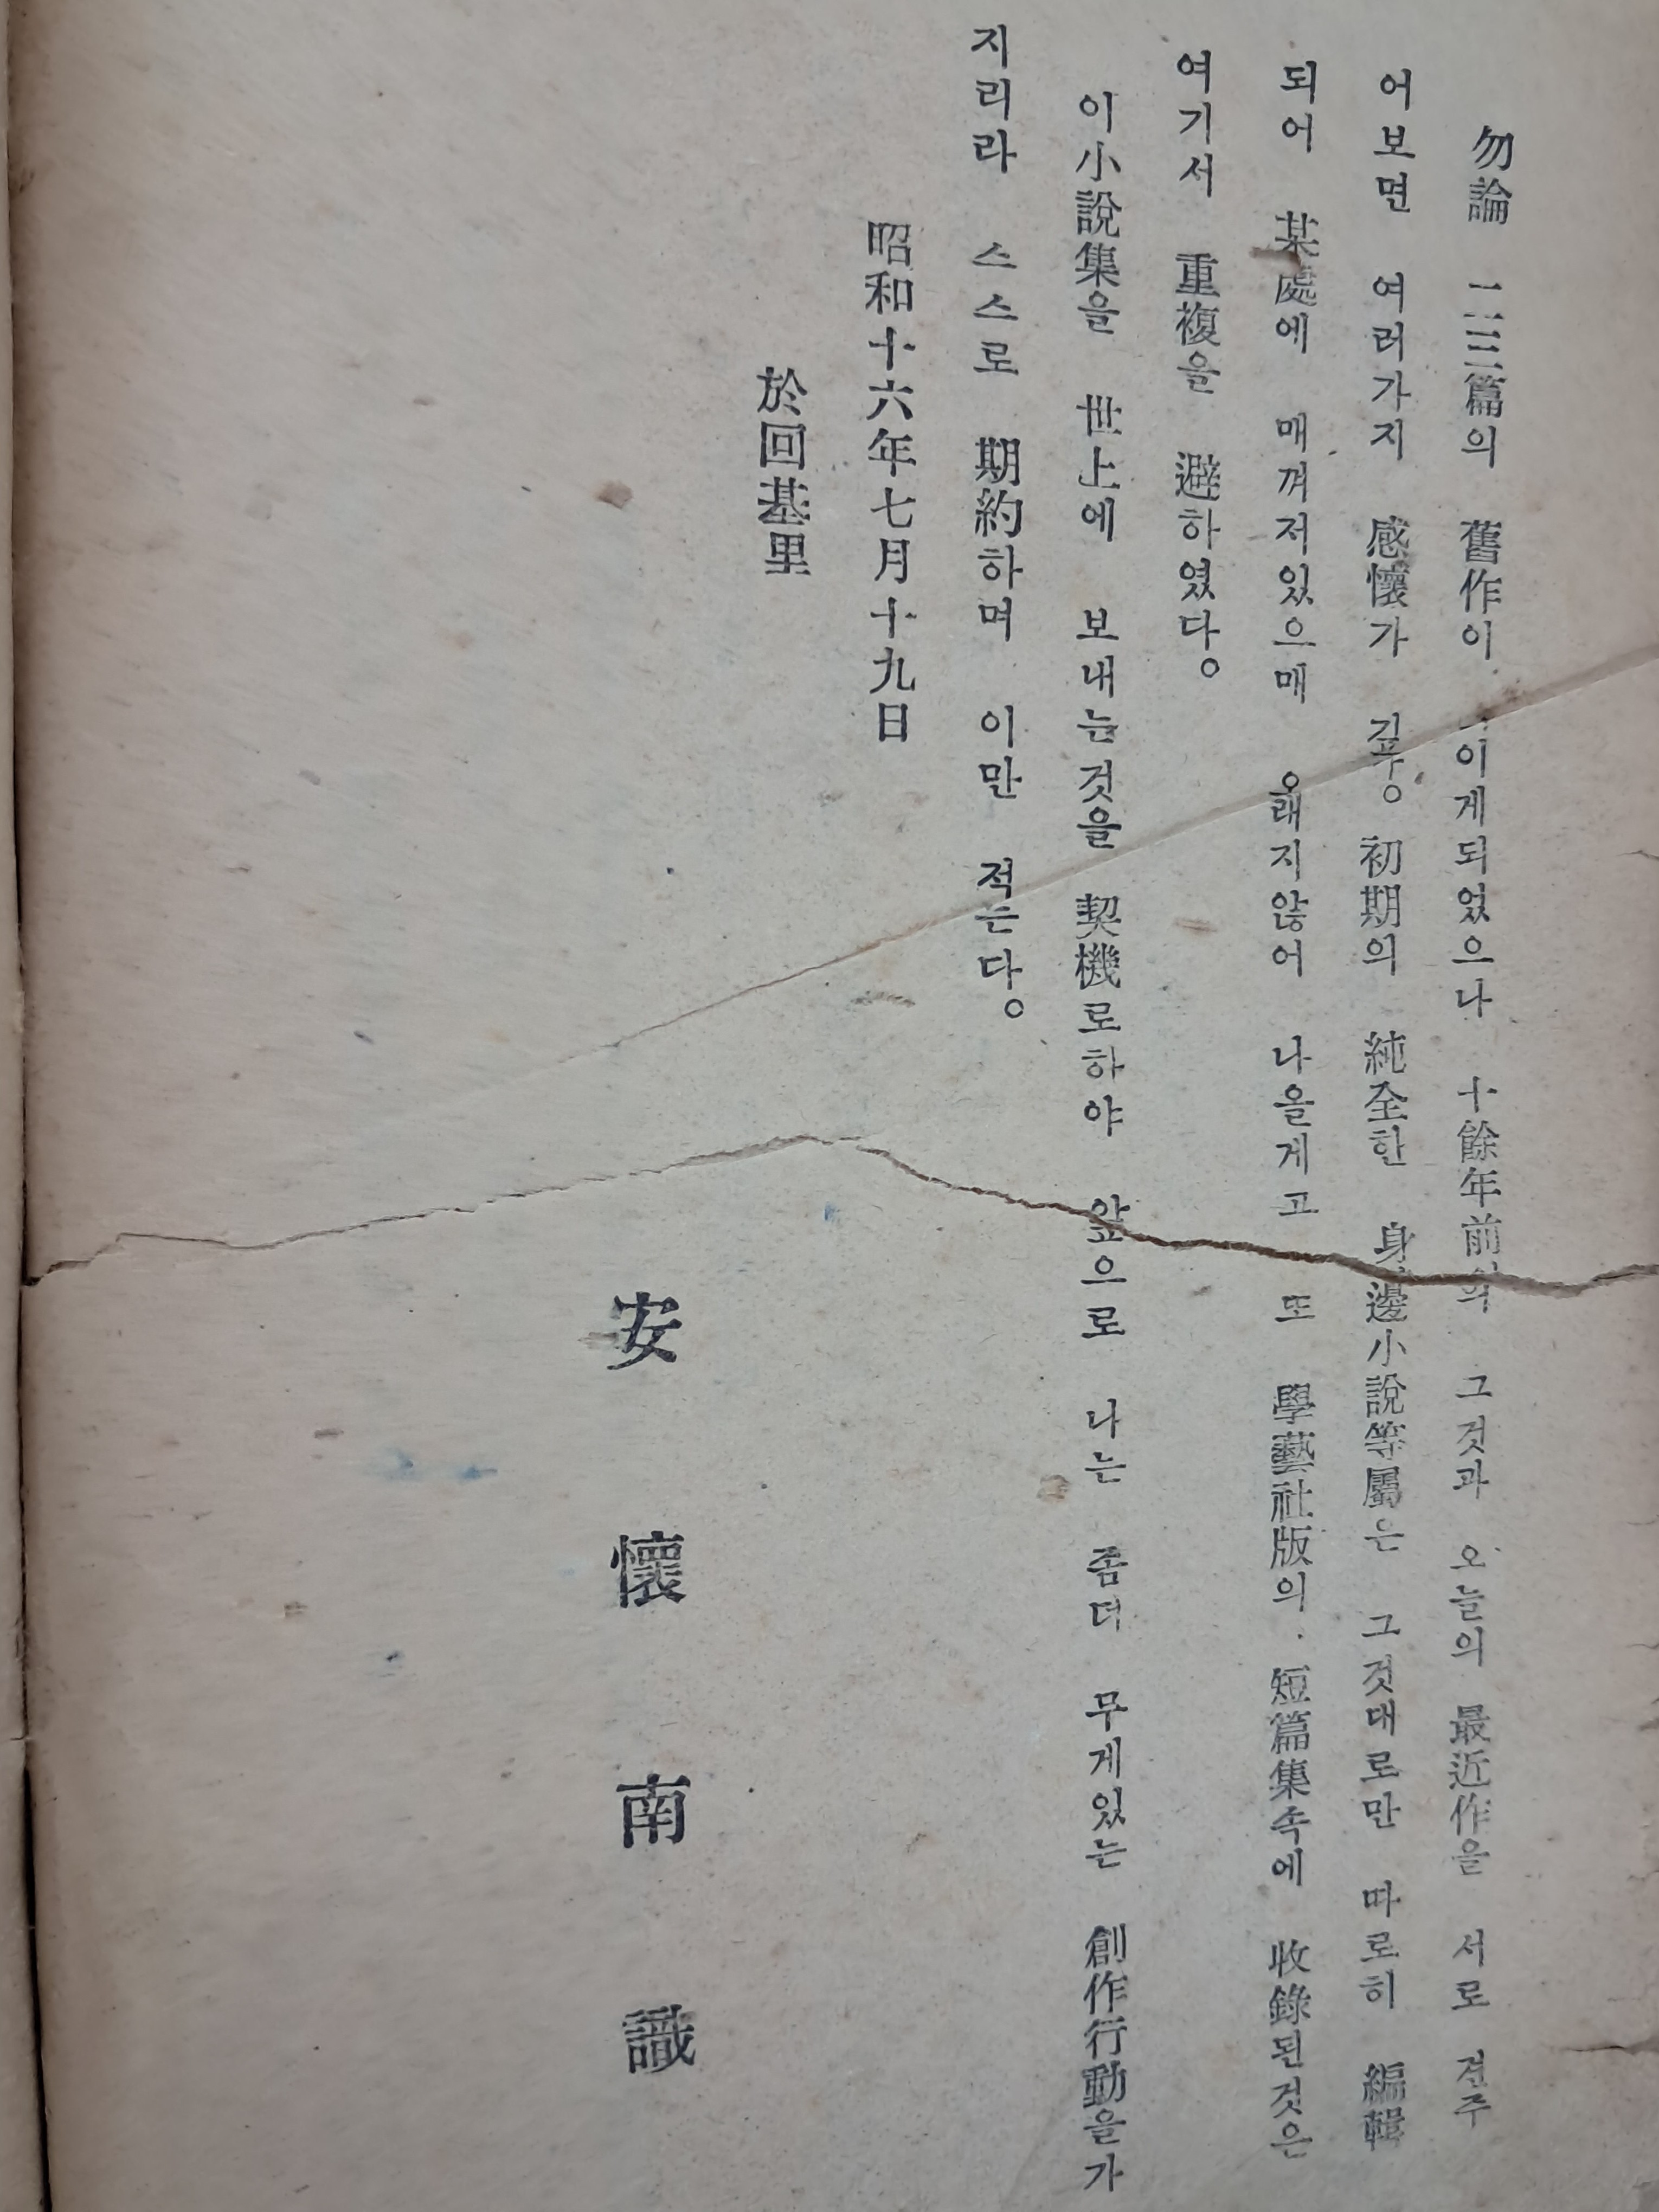 勿論 二三篇의 舊作이 이게되었으나 十餘年前의 그것과 오늘의 最近作을 서로 견주
어보면 여러가지 感懷가 깊우。 初期의 純全한 身邊小說等屬은 그것대로만 따로히 編輯
되어 某處에 매껴저있으매 오래지않어 나올게고 또 學藝社版의 短篇集속에 收錄된것은
여기서 重複을 避하였다。
이小說集을 世上에 보내는것을 契機로하야 앞으로 나는 좀더 무게있는 創作行動을가
지리라 스스로 期約하며 이만 적는다。
昭和十六年七月十九日
於回基里
安懷南識